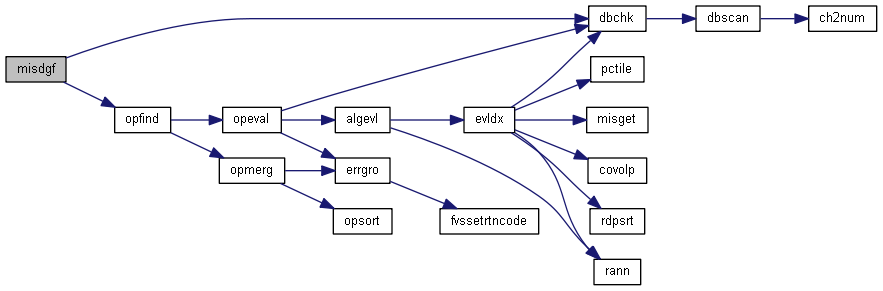 misdgf
opfind
opeval
opmerg
algevl
errgro
opsort
evldx
fvssetrtncode
dbchk
pctile
misget
covolp
rdpsrt
rann
dbscan
ch2num